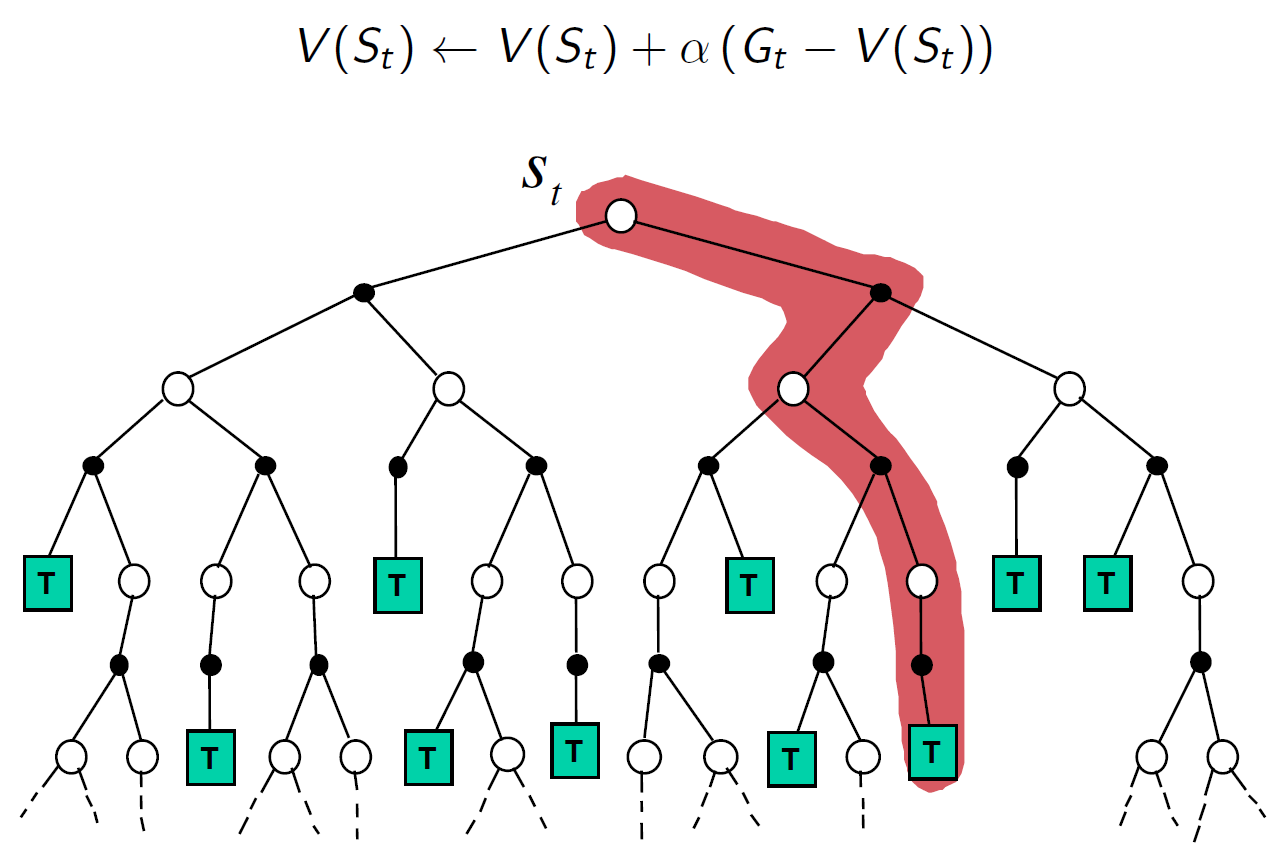 V(S_t) ← V(S_t) + α (G_t − V(S_t))
S_t
T T T T T
T T T T T T